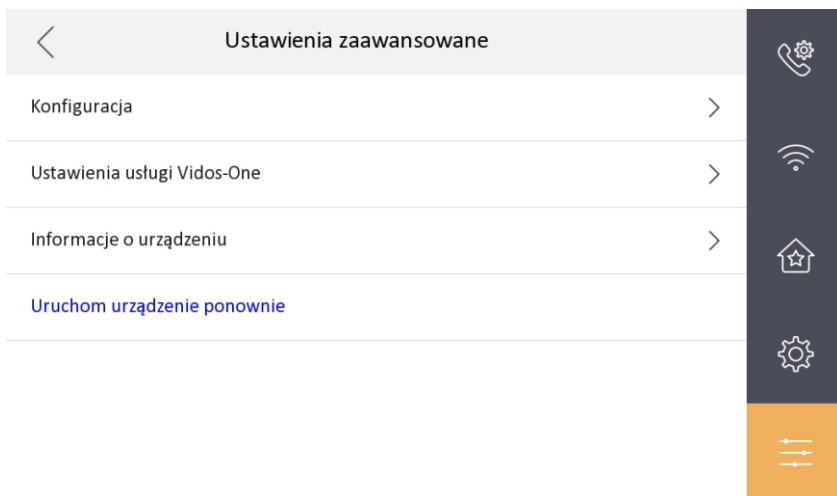 Ustawienia zaawansowane
Konfiguracja
Ustawienia usługi Vidos-One
Informacje o urządzeniu
Uruchom urządzenie ponownie